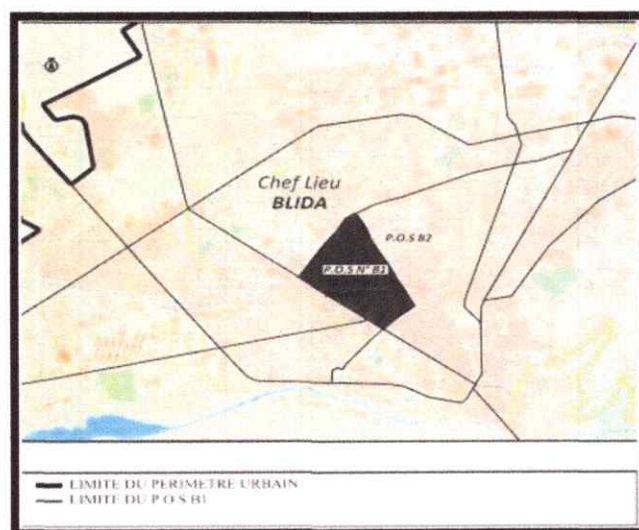 Chef Lieu
BLIDA
P.O.S B2
P.O.S N° B1
LIMITE DU PERIMETRE URBAIN
LIMITE DU P O S B1